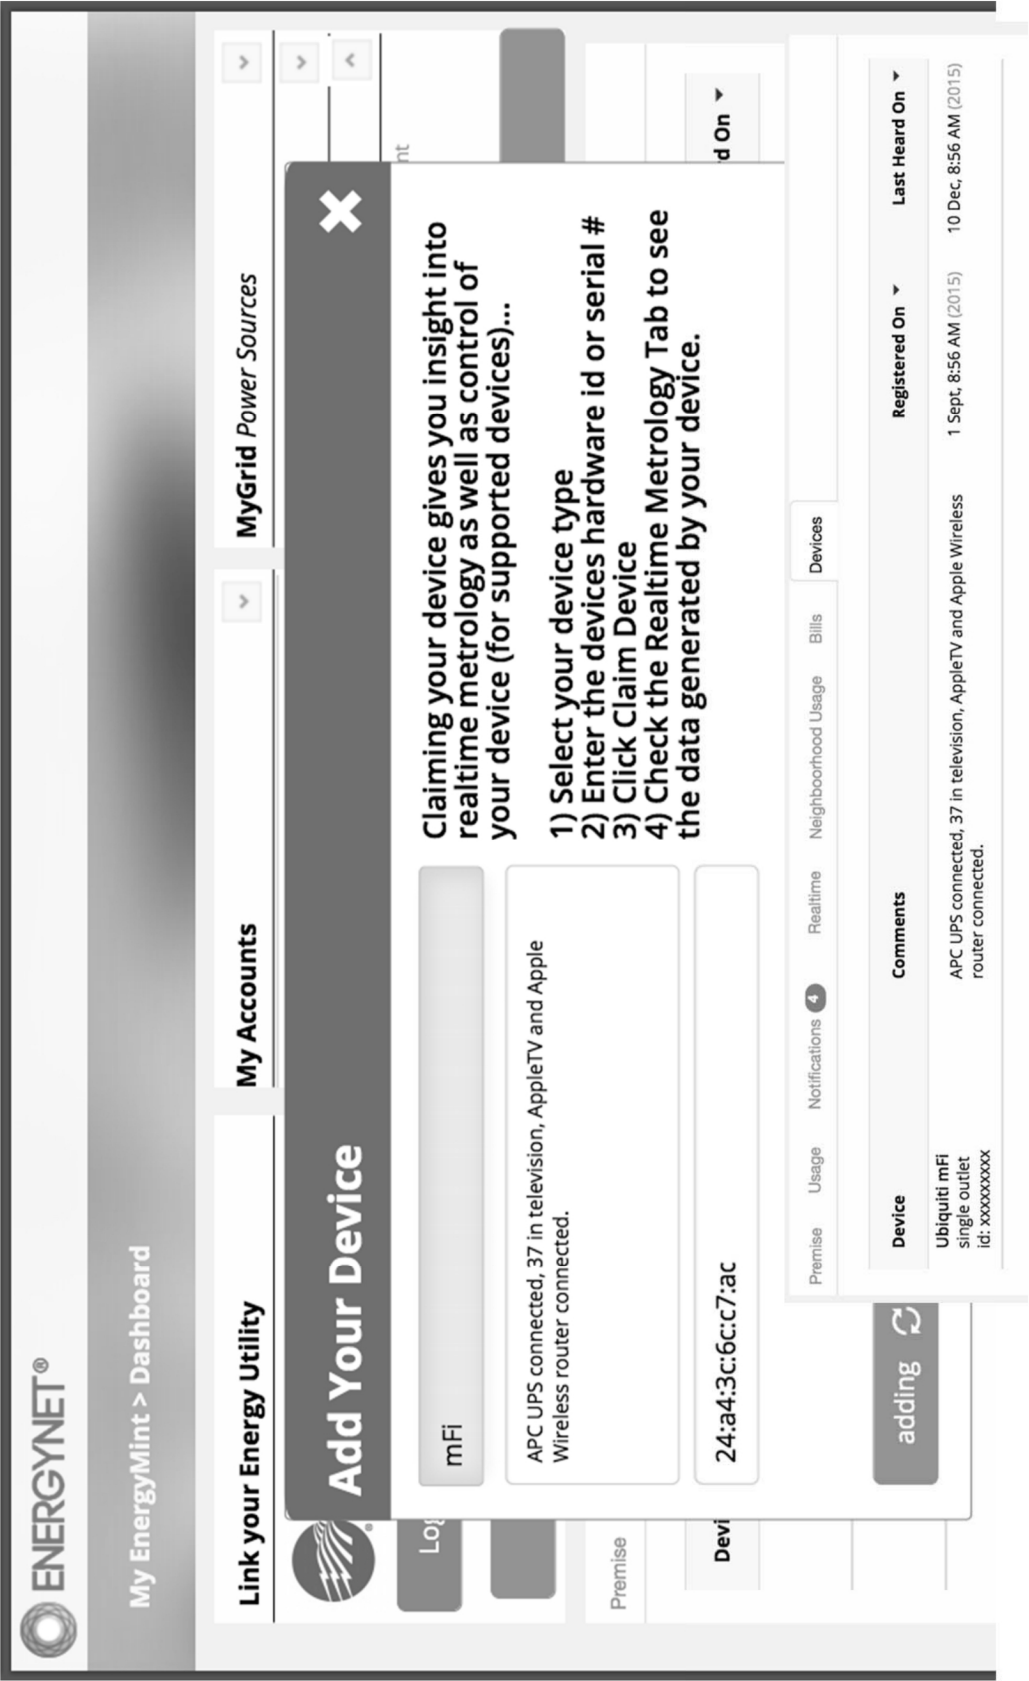 ENERGYNET®
My EnergyMint > Dashboard
Link your Energy Utility
My Accounts
MyGrid Power Sources
Add Your Device
Log
nt
mFi
APC UPS connected, 37 in television, AppleTV and Apple
Wireless router connected.
24:a4:3c:6c:c7:ac
adding
Claiming your device gives you insight into
realtime metrology as well as control of
your device (for supported devices)...
1) Select your device type
2) Enter the devices hardware id or serial #
3) Click Claim Device
4) Check the Realtime Metrology Tab to see
the data generated by your device.
Premise
Devi
d On
Premise Usage Notifications 4 Realtime Neighboorhood Usage Bills Devices
Device Comments Registered On Last Heard On
Ubiquiti mFi
single outlet
id: xxxxxxxxx
APC UPS connected, 37 in television, AppleTV and Apple Wireless
router connected.
1 Sept, 8:56 AM (2015)
10 Dec, 8:56 AM (2015)